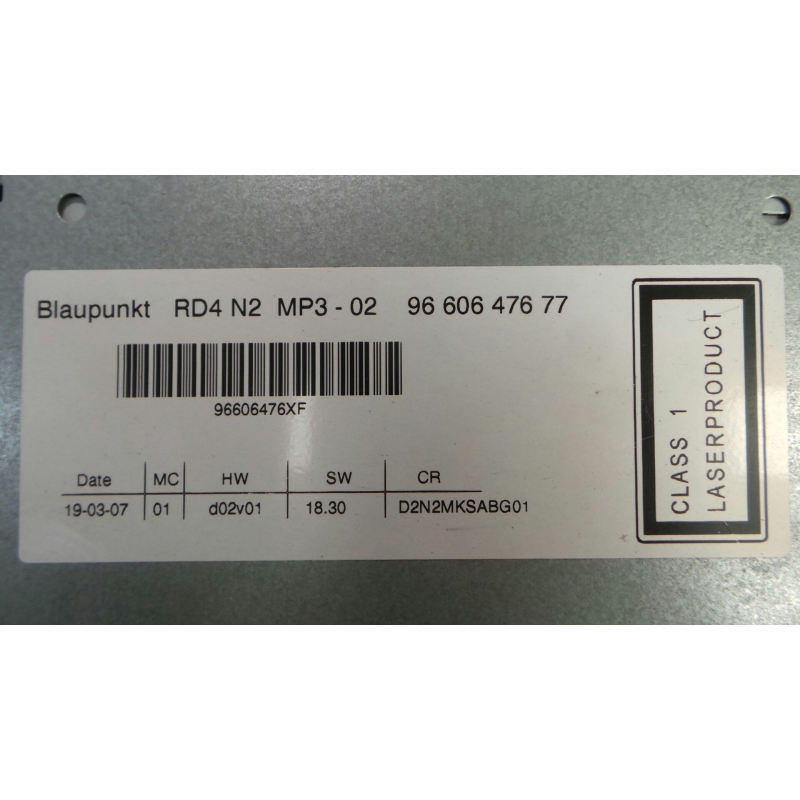 Blaupunkt RD4 N2 MP3 - 02 96 606 476 77
96606476XF
Date MC HW SW CR
19-03-07 01 d02v01 18.30 D2N2MKSABG01
CLASS 1
LASERPRODUCT